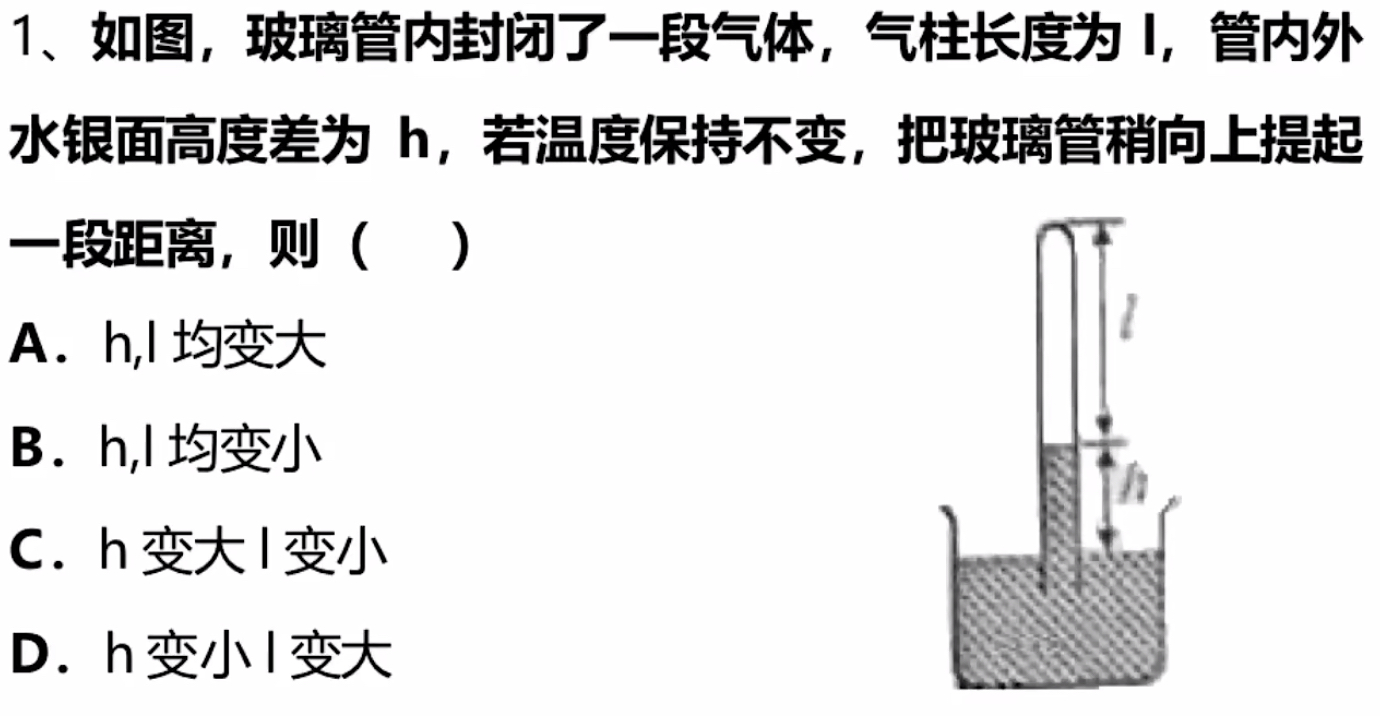 1、如图，玻璃管内封闭了一段气体，气柱长度为 l，管内外
水银面高度差为 h，若温度保持不变，把玻璃管稍向上提起
一段距离，则（　　）
A．h,l 均变大
B．h,l 均变小
C．h 变大 l 变小
D．h 变小 l 变大
l
h